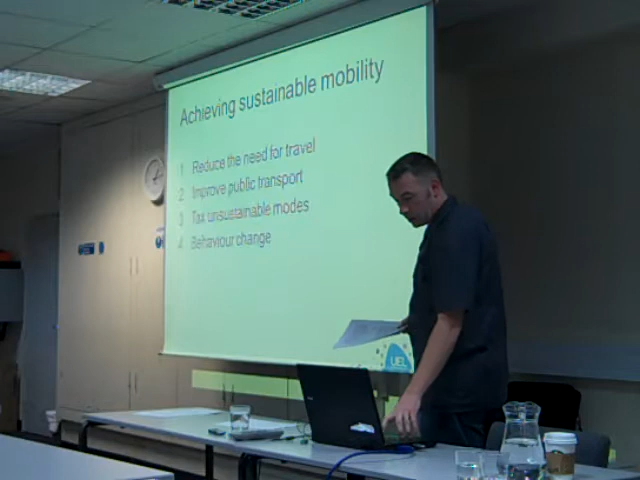 Achieving sustainable mobility
1 Reduce the need for travel
2 Improve public transport
3 Tax unsustainable modes
4 Behaviour change
UEL